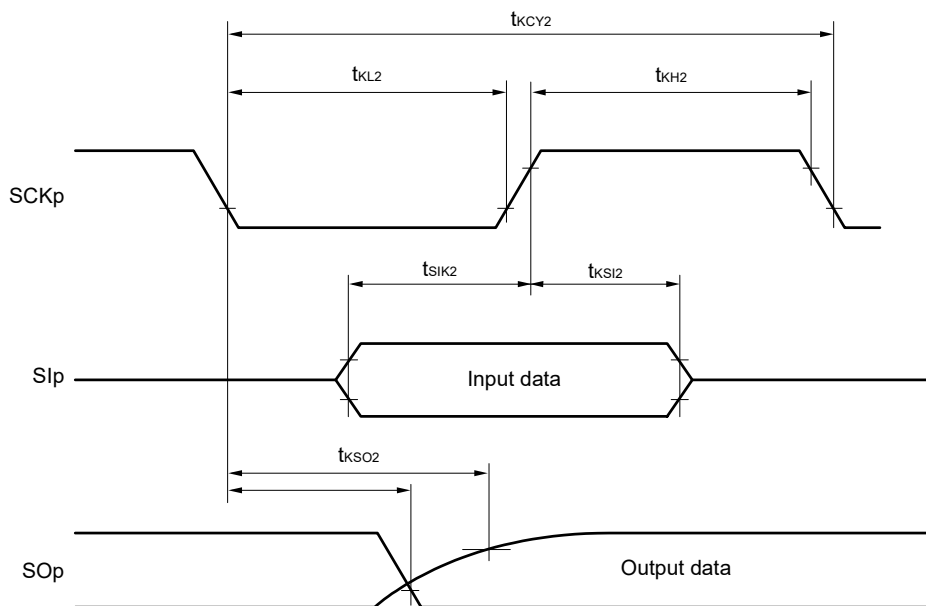 tKCY2
tKL2
tKH2
SCKp
tSIK2
tKSI2
SIp
Input data
tKSO2
SOp
Output data